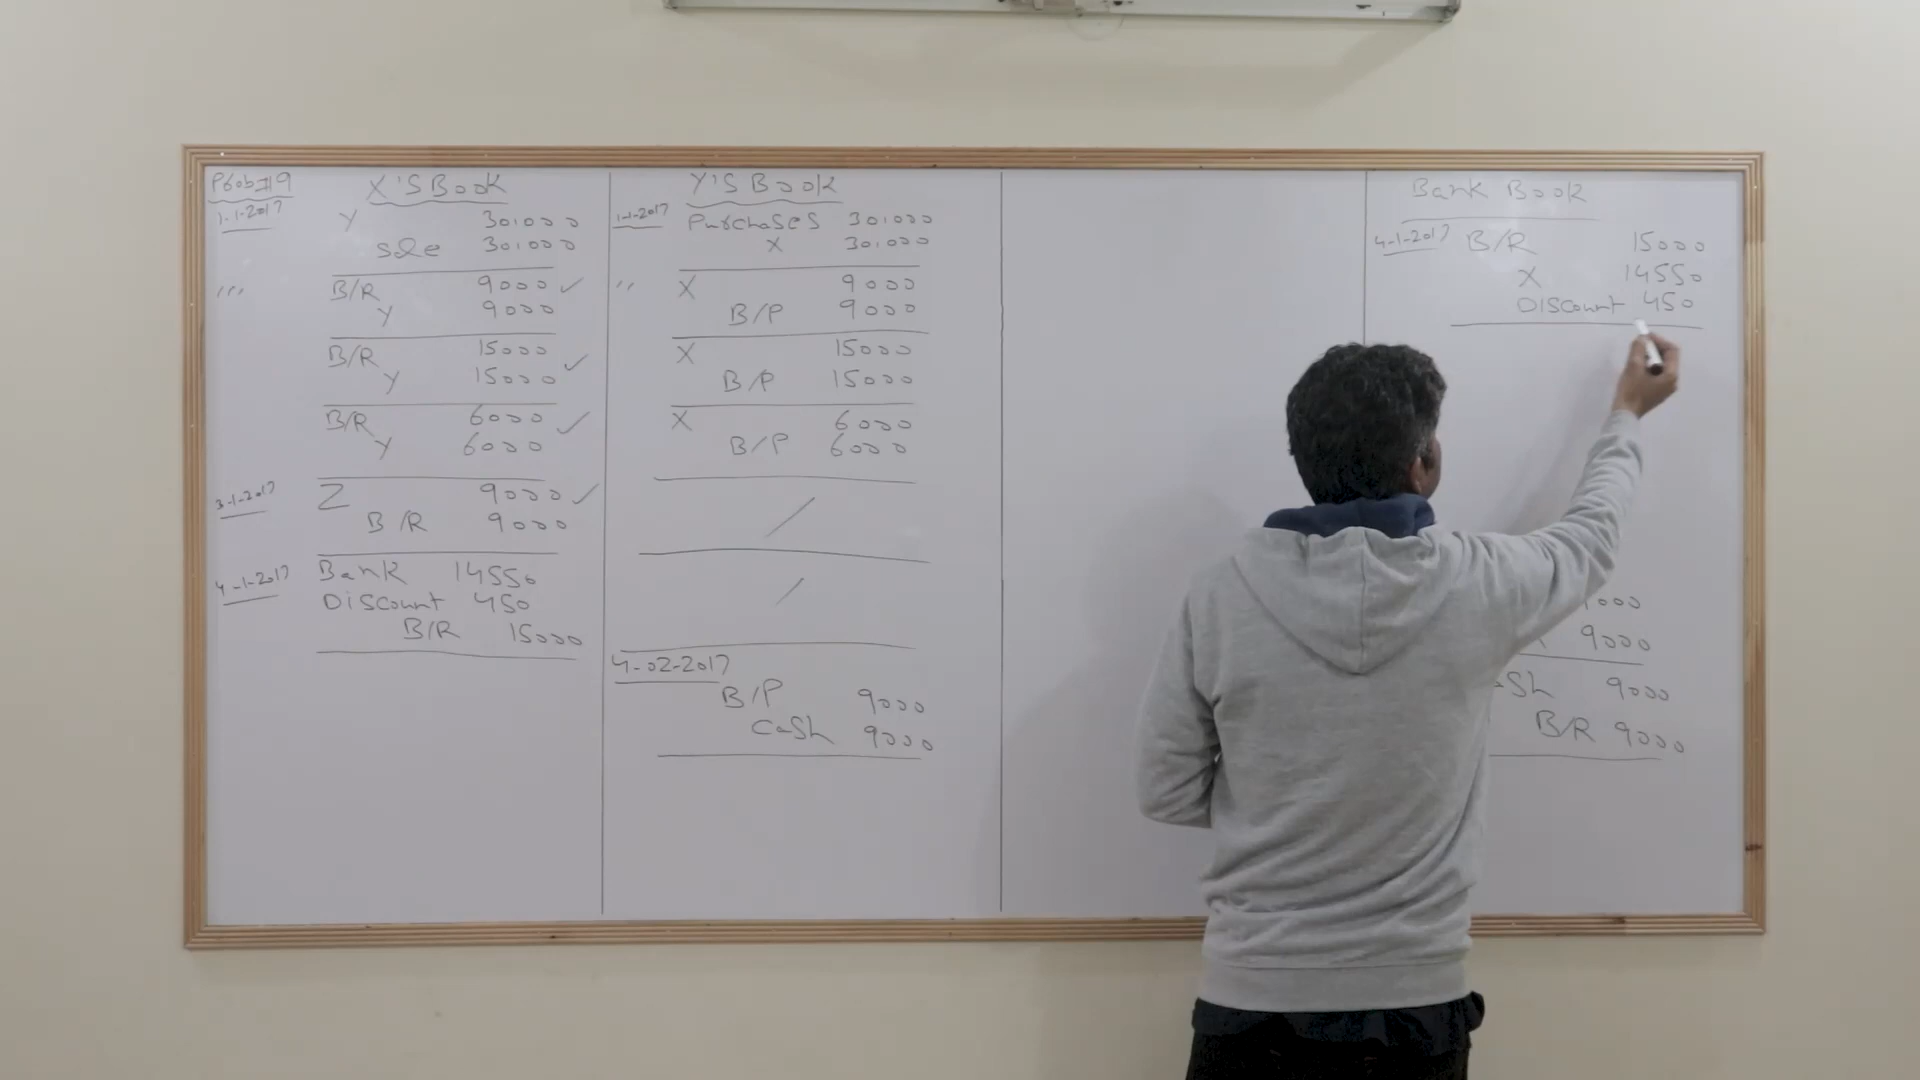 Prob#19
X'S Book
1-1-2017
Y 301000
sale 301000
"'
B/R 9000 ✓
Y 9000
B/R 15000 ✓
Y 15000
B/R 6000 ✓
Y 6000
3-1-2017
Z 9000 ✓
B/R 9000
4-1-2017
Bank 14550
Discount 450
B/R 15000
Y'S Book
1-1-2017
Purchases 301000
X 301000
"
X 9000
B/P 9000
X 15000
B/P 15000
X 6000
B/P 6000
4-02-2017
B/P 9000
Cash 9000
Bank Book
4-1-2017
B/R 15000
X 14550
Discount 450
9000
9000
B/R 9000